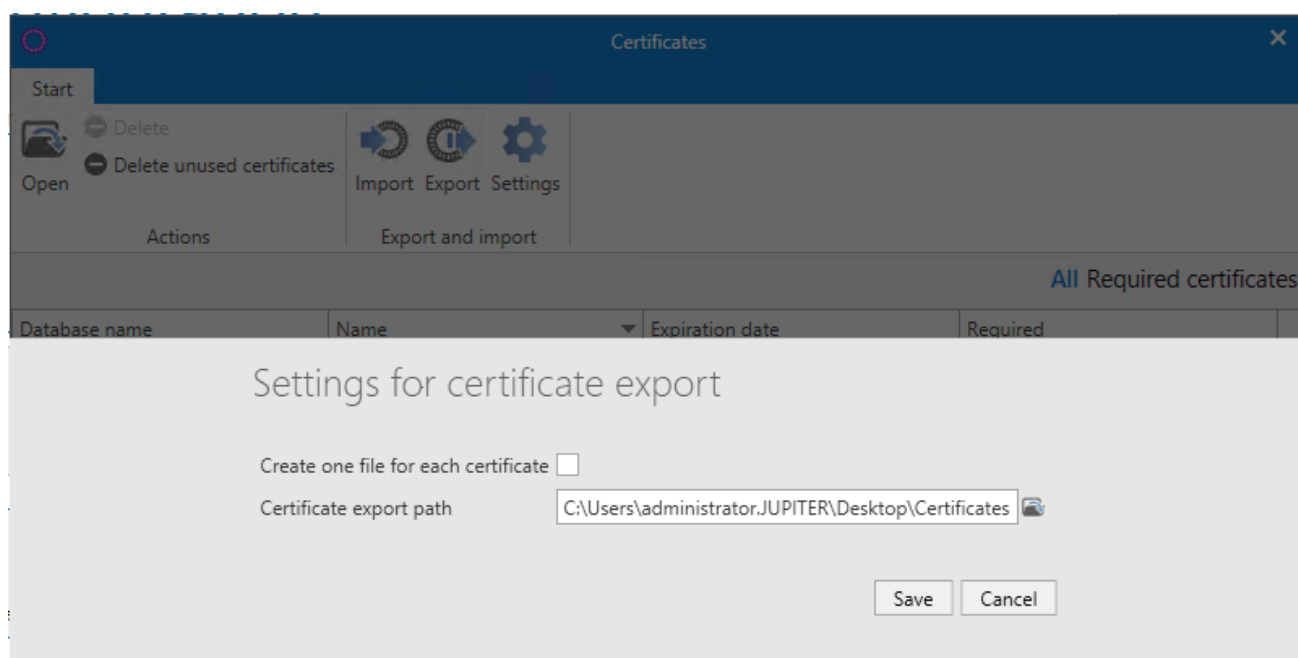 Certificates
Start
Delete
Delete unused certificates
Open
Import Export Settings
Actions
Export and import
All Required certificates
Database name Name Expiration date Required
Settings for certificate export
Create one file for each certificate
Certificate export path C:\Users\administrator.JUPITER\Desktop\Certificates
Save Cancel